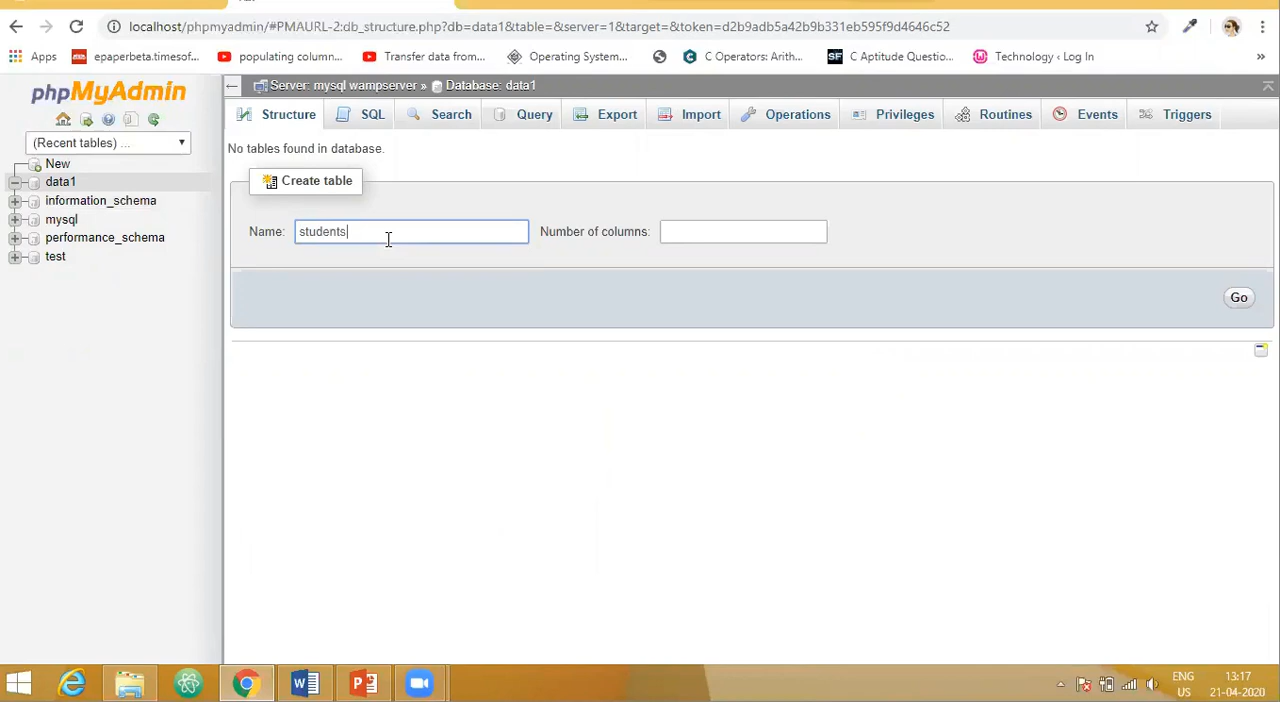 localhost/phpmyadmin/#PMAURL-2:db_structure.php?db=data1&table=&server=1&target=&token=d2b9adb5a42b9b331eb595f9d4646c52
Apps epaperbeta.timesof... populating column... Transfer data from... Operating System... C Operators: Arith... SF C Aptitude Questio... Technology ‹ Log In »
phpMyAdmin
Server: mysql wampserver » Database: data1
Structure SQL Search Query Export Import Operations Privileges Routines Events Triggers
(Recent tables) ...
No tables found in database.
New
data1
Create table
information_schema
mysql
Name: students Number of columns:
performance_schema
test
Go
ENG 13:17
US 21-04-2020